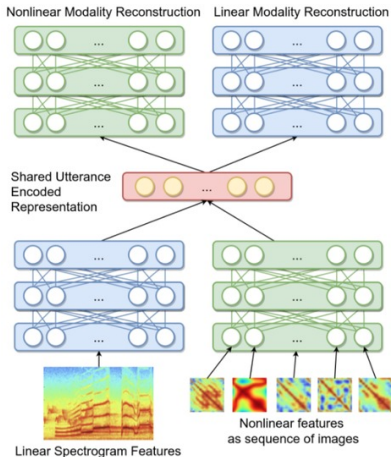 Nonlinear Modality Reconstruction
Linear Modality Reconstruction
...
...
...
...
...
...
Shared Utterance
Encoded
Representation
...
...
...
...
...
...
...
Linear Spectrogram Features
Nonlinear features
as sequence of images